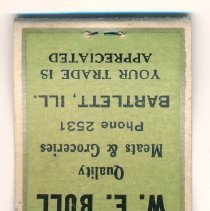 W. E. BULL
Quality
Meats & Groceries
Phone 2531
BARTLETT, ILL.
YOUR TRADE IS
APPRECIATED